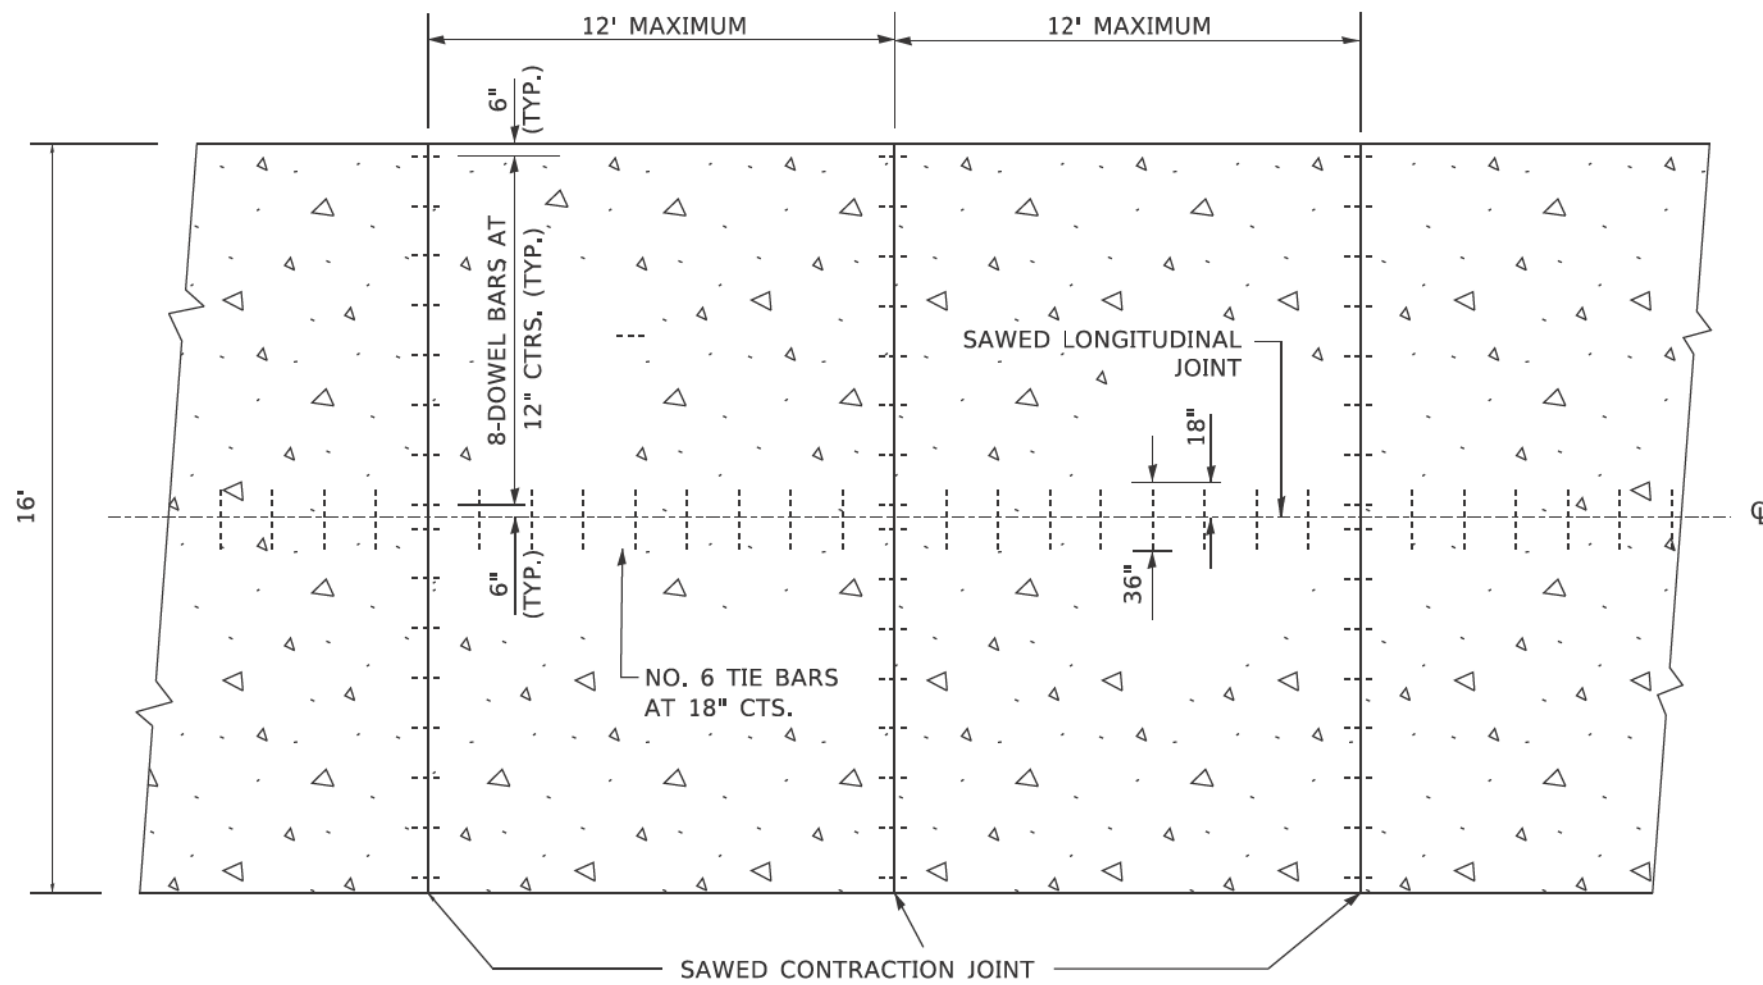 12' MAXIMUM
12' MAXIMUM
6"
(TYP.)
8-DOWEL BARS AT
12" CTRS. (TYP.)
SAWED LONGITUDINAL
JOINT
18"
16'
℄
6"
(TYP.)
36"
NO. 6 TIE BARS
AT 18" CTS.
SAWED CONTRACTION JOINT